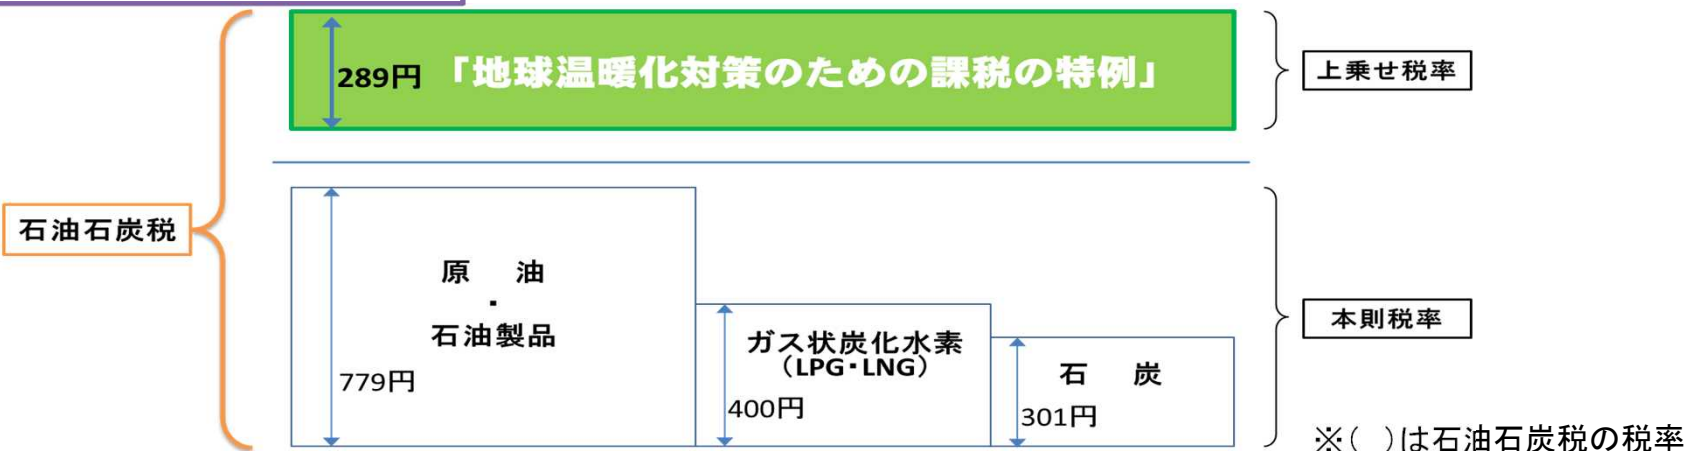 289円 「地球温暖化対策のための課税の特例」
上乗せ税率
石油石炭税
原 油
・
石油製品
779円
ガス状炭化水素
（LPG・LNG）
400円
石 炭
301円
本則税率
※( )は石油石炭税の税率